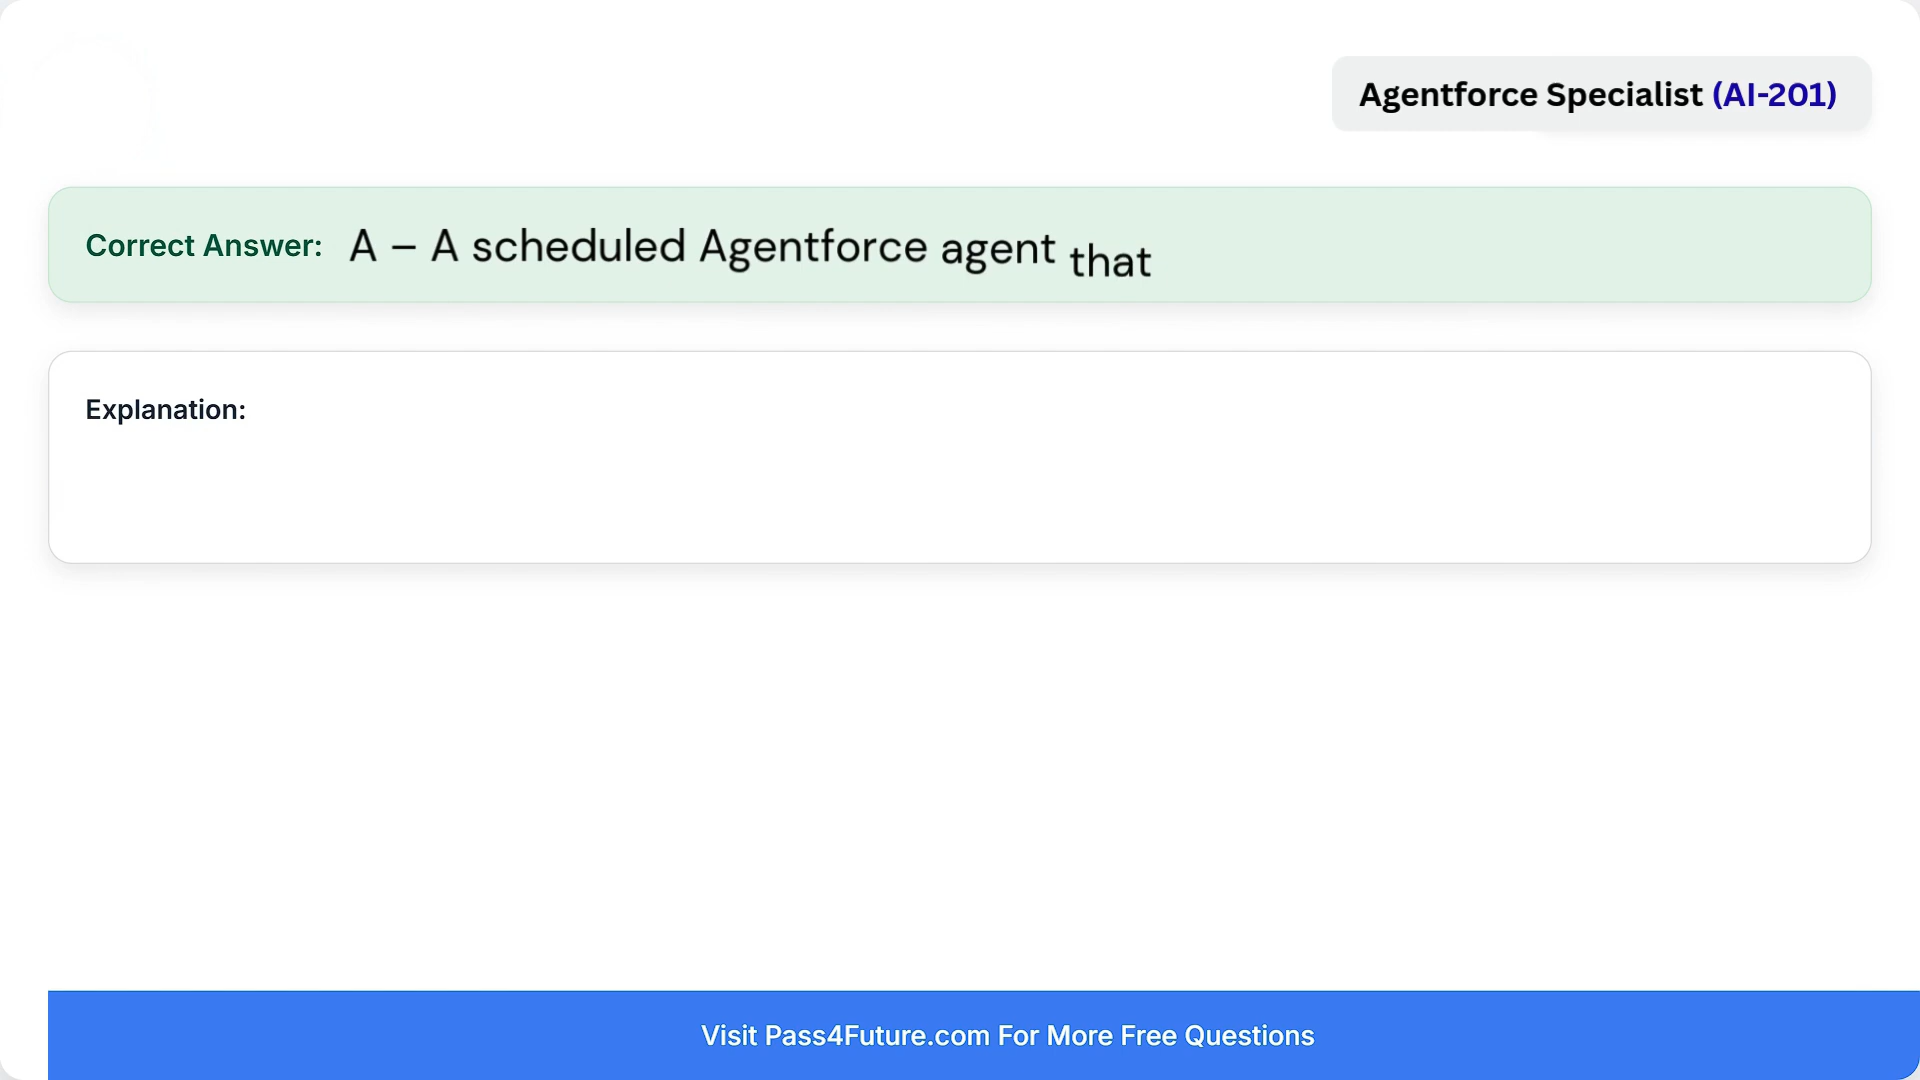 Agentforce Specialist (AI-201)
Correct Answer: A – A scheduled Agentforce agent that
Explanation:
Visit Pass4Future.com For More Free Questions